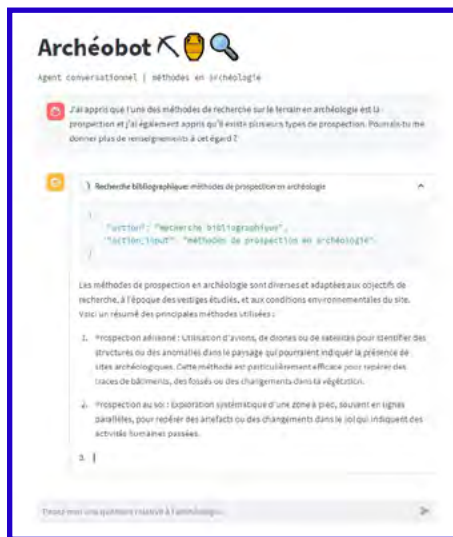 Archéobot
Agent conversationnel | méthodes en archéologie
J'ai appris que l'une des méthodes de recherche sur le terrain en archéologie est la
prospection et j'ai également appris qu'il existe plusieurs types de prospection. Pourrais-tu me
donner plus de renseignements à cet égard ?
Recherche bibliographique: méthodes de prospection en archéologie
{
"action": "Recherche bibliographique",
"action_input": "méthodes de prospection en archéologie"
}
Les méthodes de prospection en archéologie sont diverses et adaptées aux objectifs de
recherche, à l'époque des vestiges étudiés, et aux conditions environnementales du site.
Voici un résumé des principales méthodes utilisées :
1. Prospection aérienne : Utilisation d'avions, de drones ou de satellites pour identifier des
structures ou des anomalies dans le paysage qui pourraient indiquer la présence de
sites archéologiques. Cette méthode est particulièrement efficace pour repérer des
traces de bâtiments, des fossés ou des changements dans la végétation.
2. Prospection au sol : Exploration systématique d'une zone à pied, souvent en lignes
parallèles, pour repérer des artefacts ou des changements dans le sol qui indiquent des
activités humaines passées.
3.
une question relative à l'archéologie